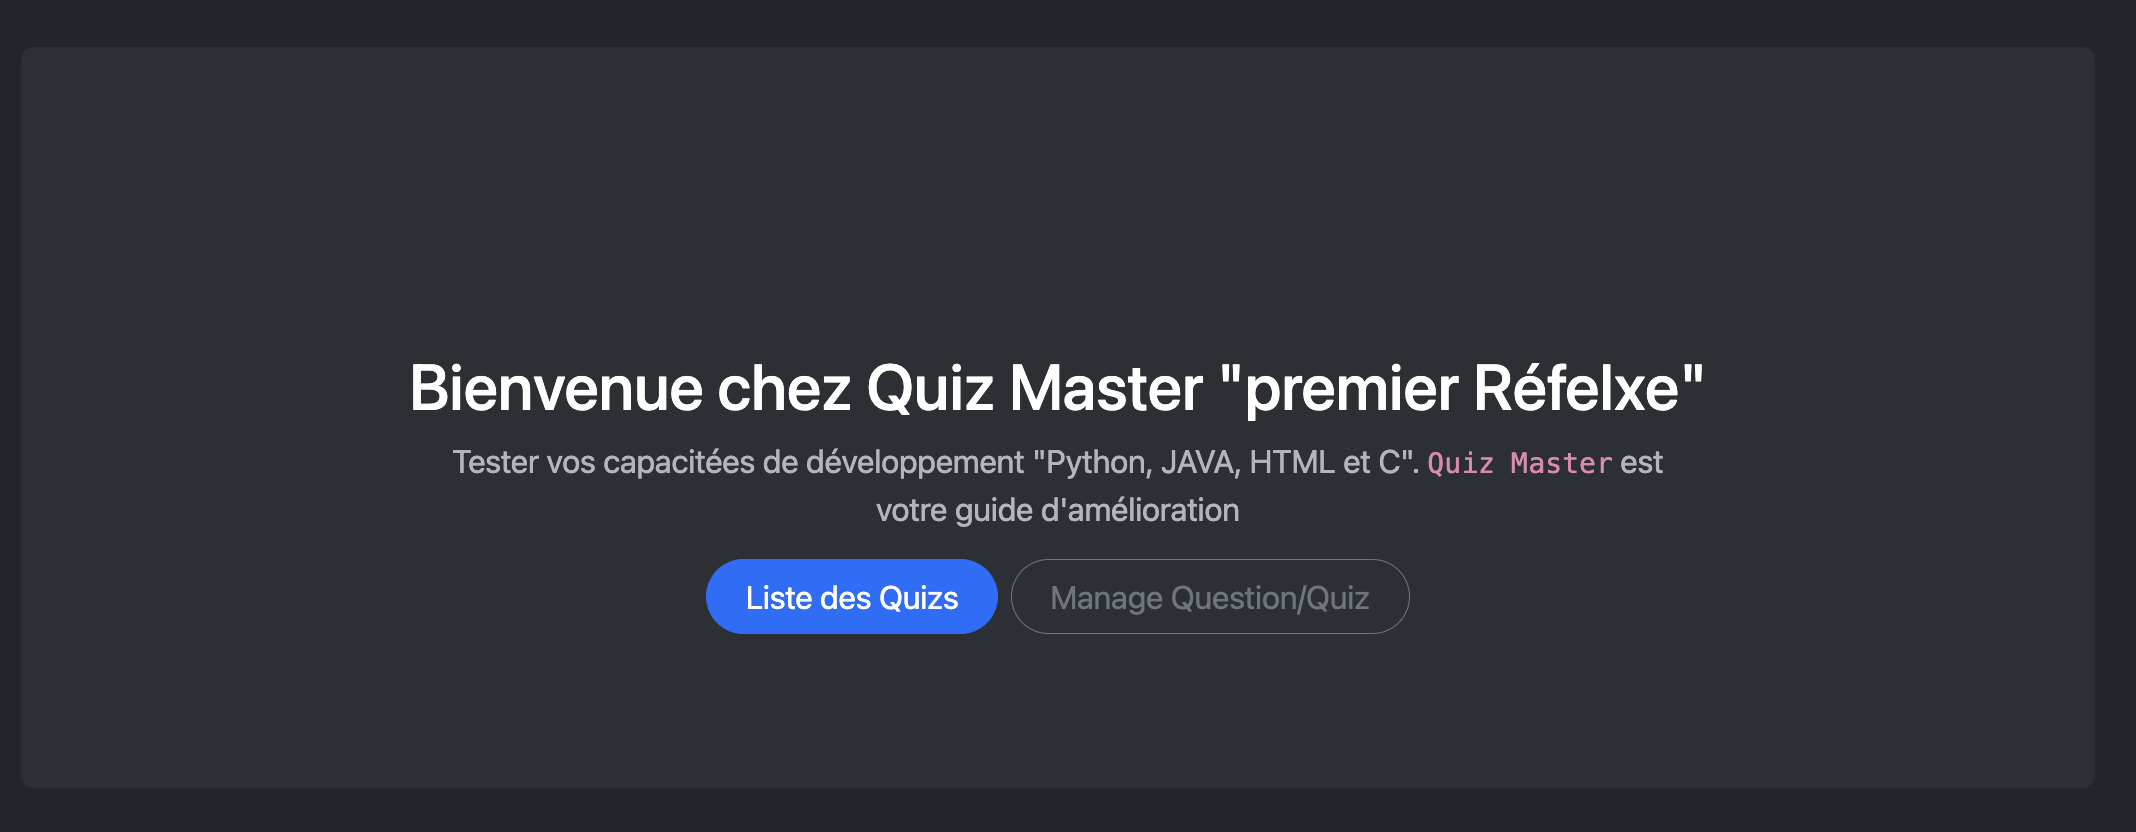 Bienvenue chez Quiz Master "premier Réfelxe"
Tester vos capacitées de développement "Python, JAVA, HTML et C". Quiz Master est
votre guide d'amélioration
Liste des Quizs
Manage Question/Quiz